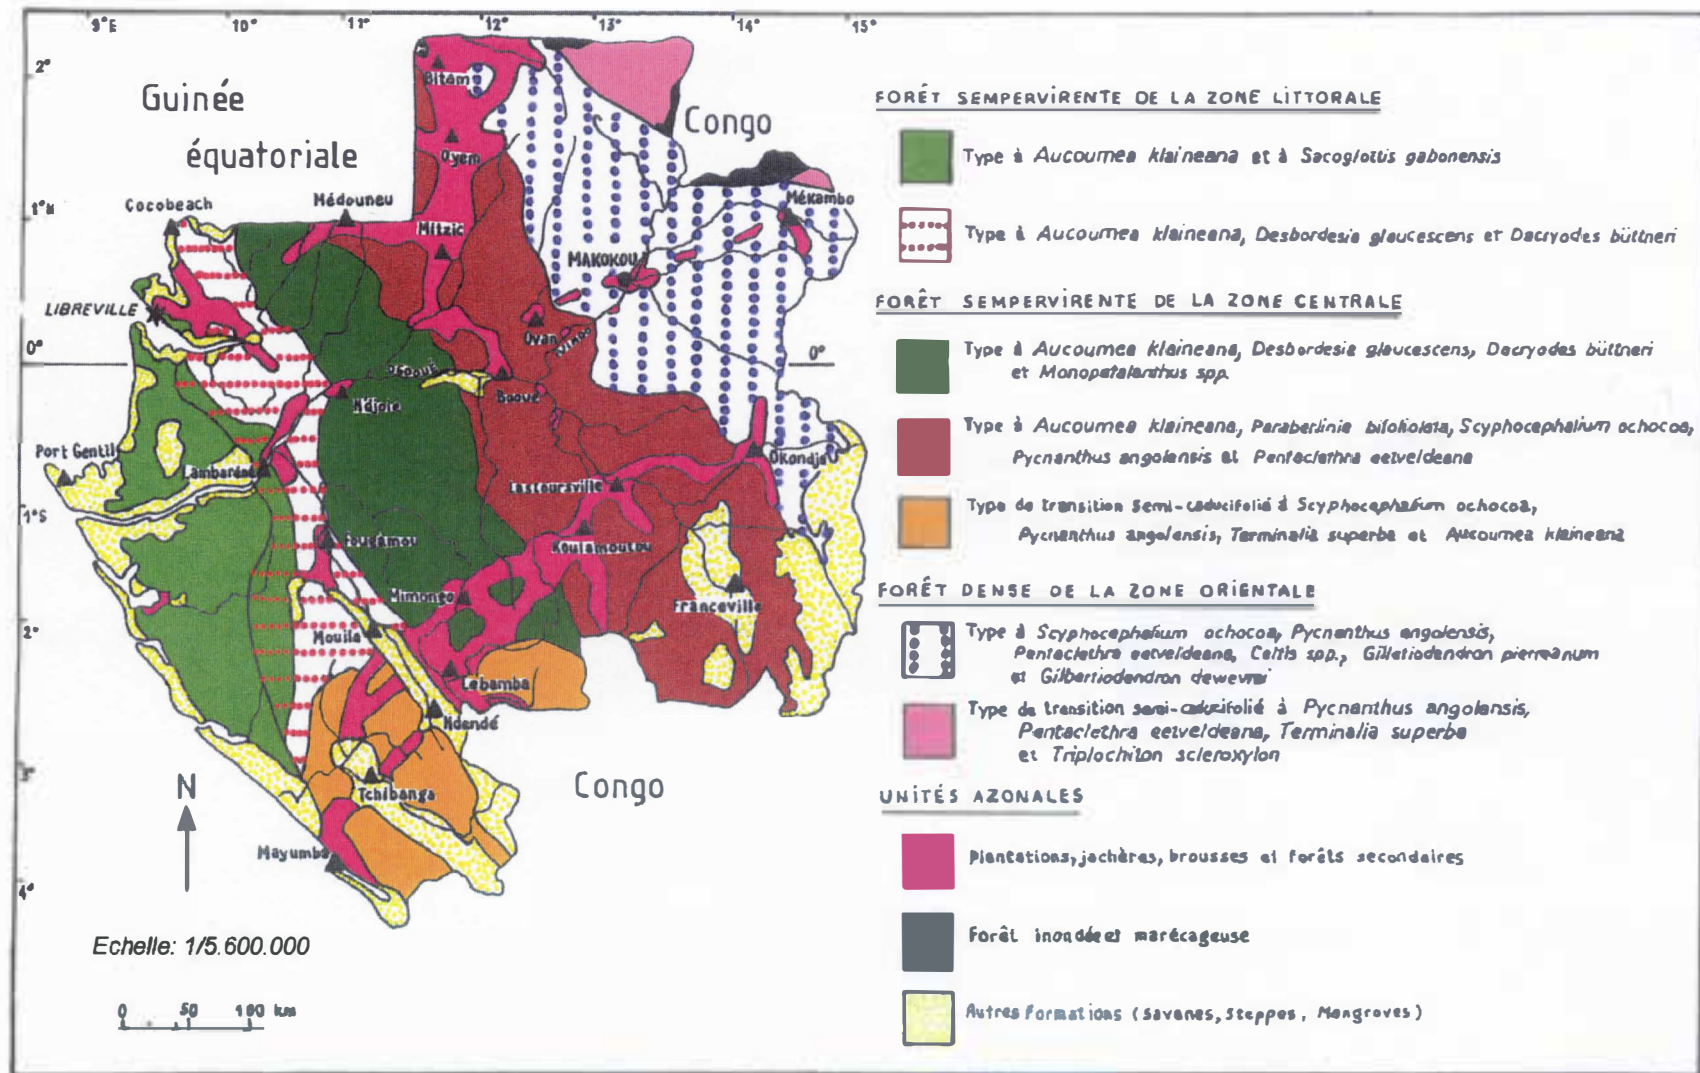 9°E 10° 11° 12° 13° 14° 15°
2°
Guinée
équatoriale
Congo
Bitam
Oyem
1°N
Cocobeach
Médouneu
Mitzic
Mékambo
MAKOKOU
LIBREVILLE
Ovan
0°
0°
Ogooué
Ndjole
Booué
Port Gentil
Lambaréné
Lastoursville
Okondja
1°S
Fougamou
Koulamoutou
Mimongo
Franceville
2°
Mouila
Lebamba
Ndendé
3°
Tchibanga
Congo
N
Mayumba
4°
Echelle: 1/5.600.000
0 50 100 km
FORÊT SEMPERVIRENTE DE LA ZONE LITTORALE
Type à Aucoumea klaineana et à Sacoglottis gabonensis
Type à Aucoumea klaineana, Desbordesia glaucescens et Dacryodes büttneri
FORÊT SEMPERVIRENTE DE LA ZONE CENTRALE
Type à Aucoumea klaineana, Desbordesia glaucescens, Dacryodes büttneri
et Monopetalanthus spp.
Type à Aucoumea klaineana, Paraberlinia bifoliolata, Scyphocephalium ochocoa,
Pycnanthus angolensis et Pentaclethra eetveldeana
Type de transition semi-caducifolié à Scyphocephalium ochocoa,
Pycnanthus angolensis, Terminalia superba et Aucoumea klaineana
FORÊT DENSE DE LA ZONE ORIENTALE
Type à Scyphocephalium ochocoa, Pycnanthus angolensis,
Pentaclethra eetveldeana, Celtis spp., Gilletiodendron pierreanum
et Gilbertiodendron dewevrei
Type de transition semi-caducifolié à Pycnanthus angolensis,
Pentaclethra eetveldeana, Terminalia superba
et Triplochiton scleroxylon
UNITÉS AZONALES
Plantations, jachères, brousses et forêts secondaires
Forêt inondée et marécageuse
Autres formations (Savanes, Steppes, Mangroves)